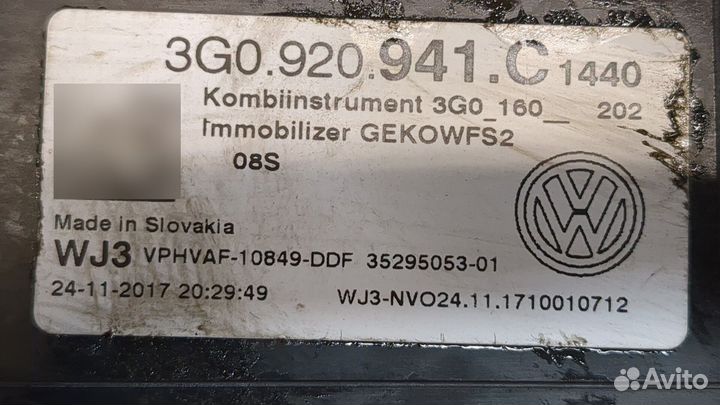 3G0.920.941.C 1440
Kombiinstrument 3G0_160__ 202
Immobilizer GEKOWFS2
08S
Made in Slovakia
WJ3 VPHVAF-10849-DDF 35295053-01
24-11-2017 20:29:49 WJ3-NVO24.11.1710010712
Avito